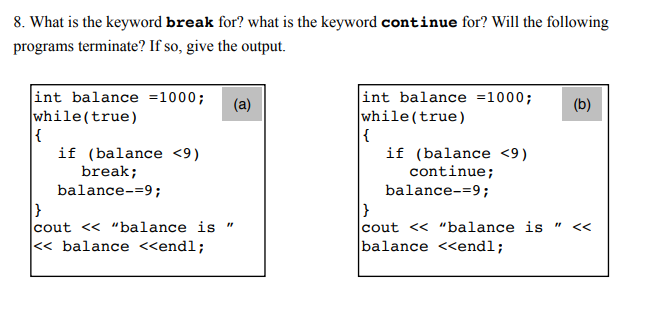 8. What is the keyword break for? what is the keyword continue for? Will the following
programs terminate? If so, give the output.
int balance =1000;
(a)
while(true)
{
if (balance <9)
break;
balance-=9;
}
cout << “balance is ”
<< balance <<endl;
int balance =1000;
(b)
while(true)
{
if (balance <9)
continue;
balance-=9;
}
cout << “balance is ” <<
balance <<endl;